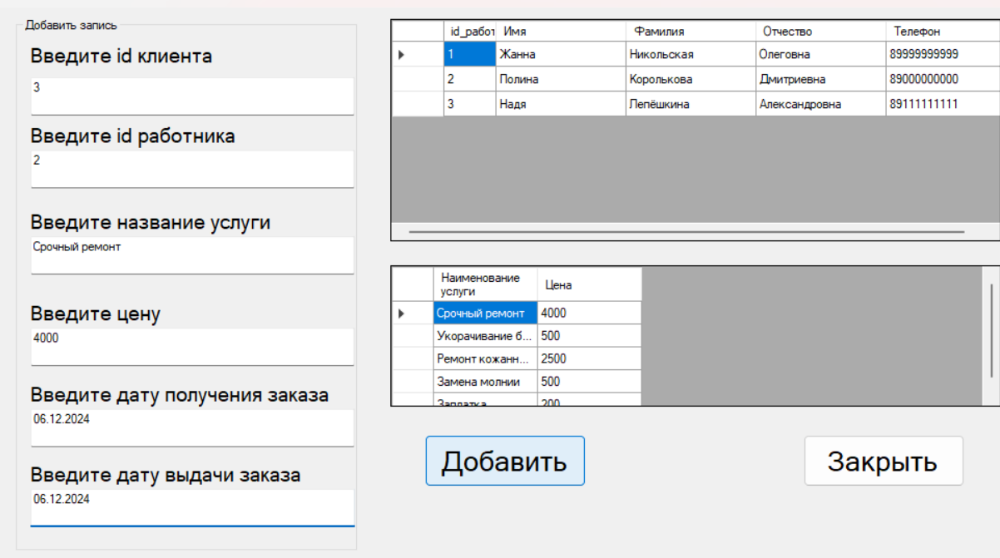 Добавить запись
Введите id клиента
3
Введите id работника
2
Введите название услуги
Срочный ремонт
Введите цену
4000
Введите дату получения заказа
06.12.2024
Введите дату выдачи заказа
06.12.2024
id_работ Имя Фамилия Отчество Телефон
1 Жанна Никольская Олеговна 89999999999
2 Полина Королькова Дмитриевна 89000000000
3 Надя Лепёшкина Александровна 89111111111
Наименование
услуги Цена
Срочный ремонт 4000
Укорачивание б... 500
Ремонт кожанн... 2500
Замена молнии 500
Заплатка 200
Добавить
Закрыть